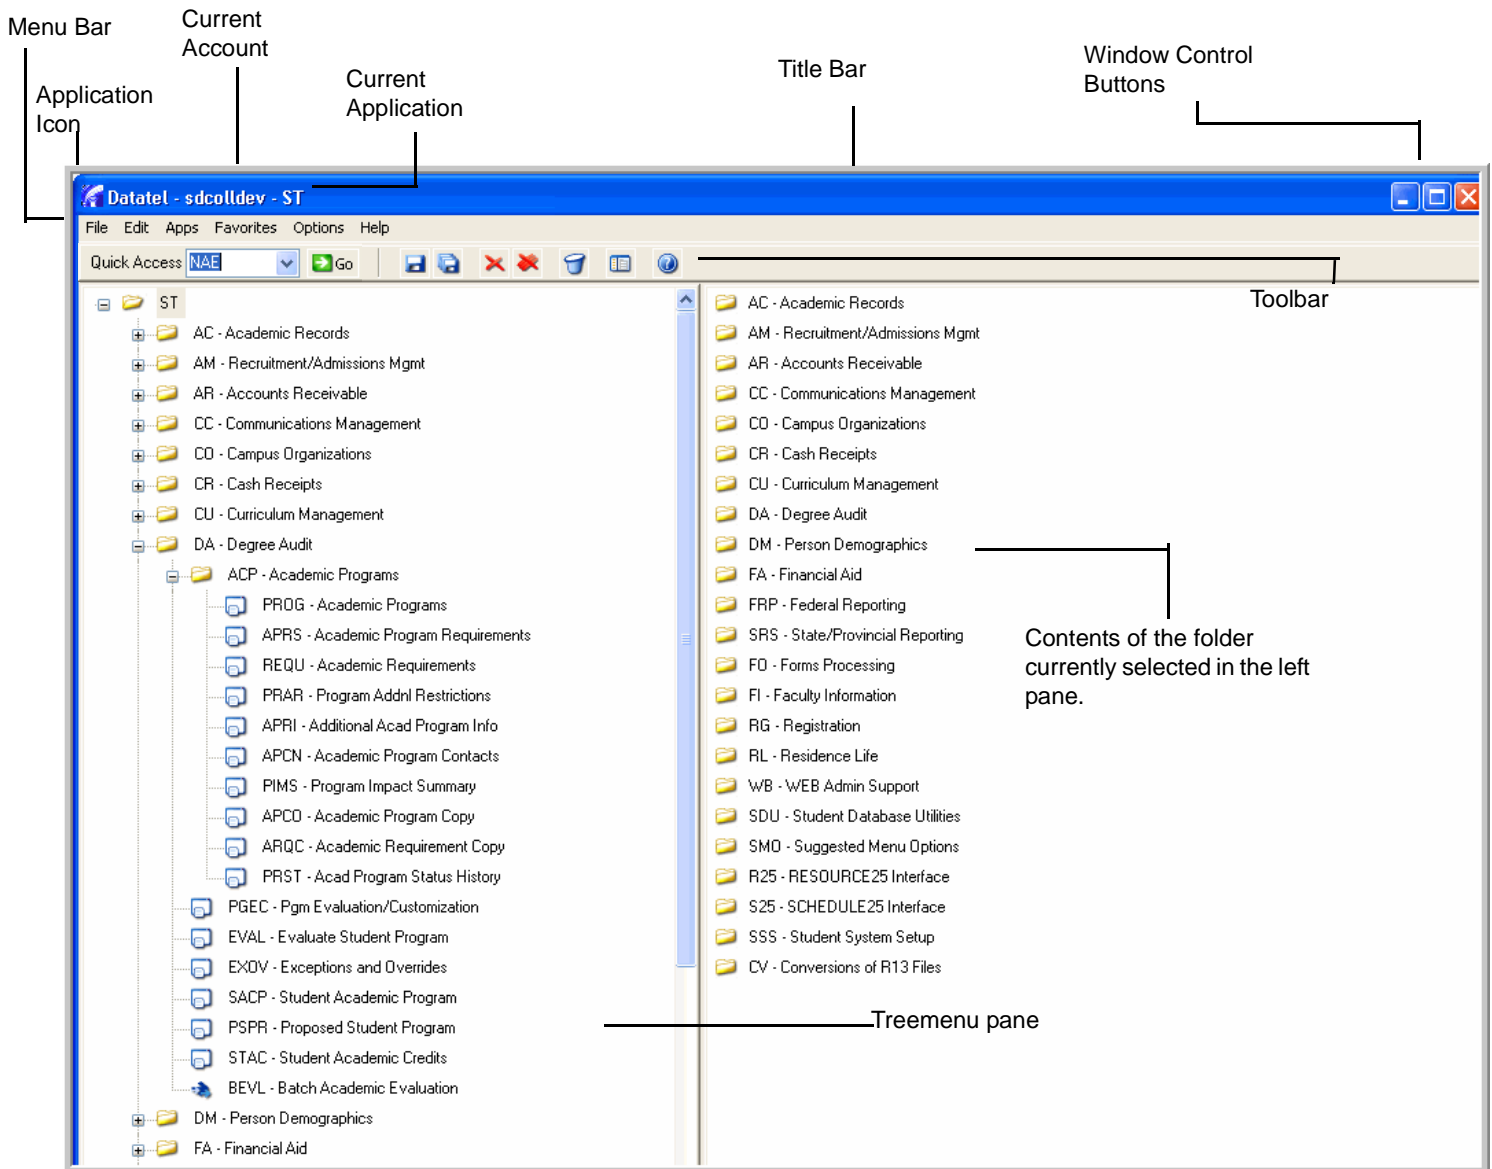 Menu Bar
Current
Account
Application
Icon
Current
Application
Title Bar
Window Control
Buttons
Datatel - sdcolldev - ST
File Edit Apps Favorites Options Help
Quick Access NAE Go
Toolbar
ST
AC - Academic Records
AM - Recruitment/Admissions Mgmt
AR - Accounts Receivable
CC - Communications Management
CO - Campus Organizations
CR - Cash Receipts
CU - Curriculum Management
DA - Degree Audit
ACP - Academic Programs
PROG - Academic Programs
APRS - Academic Program Requirements
REQU - Academic Requirements
PRAR - Program Addnl Restrictions
APRI - Additional Acad Program Info
APCN - Academic Program Contacts
PIMS - Program Impact Summary
APCO - Academic Program Copy
ARQC - Academic Requirement Copy
PRST - Acad Program Status History
PGEC - Pgm Evaluation/Customization
EVAL - Evaluate Student Program
EXOV - Exceptions and Overrides
SACP - Student Academic Program
PSPR - Proposed Student Program
STAC - Student Academic Credits
BEVL - Batch Academic Evaluation
DM - Person Demographics
FA - Financial Aid
Treemenu pane
AC - Academic Records
AM - Recruitment/Admissions Mgmt
AR - Accounts Receivable
CC - Communications Management
CO - Campus Organizations
CR - Cash Receipts
CU - Curriculum Management
DA - Degree Audit
DM - Person Demographics
FA - Financial Aid
FRP - Federal Reporting
SRS - State/Provincial Reporting
FO - Forms Processing
FI - Faculty Information
RG - Registration
RL - Residence Life
WB - WEB Admin Support
SDU - Student Database Utilities
SMO - Suggested Menu Options
R25 - RESOURCE25 Interface
S25 - SCHEDULE25 Interface
SSS - Student System Setup
CV - Conversions of R13 Files
Contents of the folder
currently selected in the left
pane.